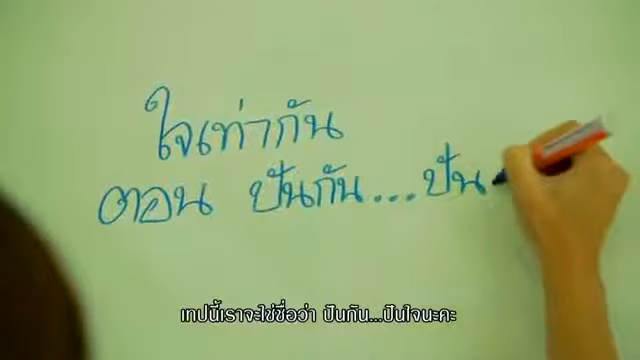 ใจเท่ากัน
ตอน ปันกัน...ปัน
เทปนี้เราจะใช้ชื่อว่า ปันกัน...ปันใจนะคะ